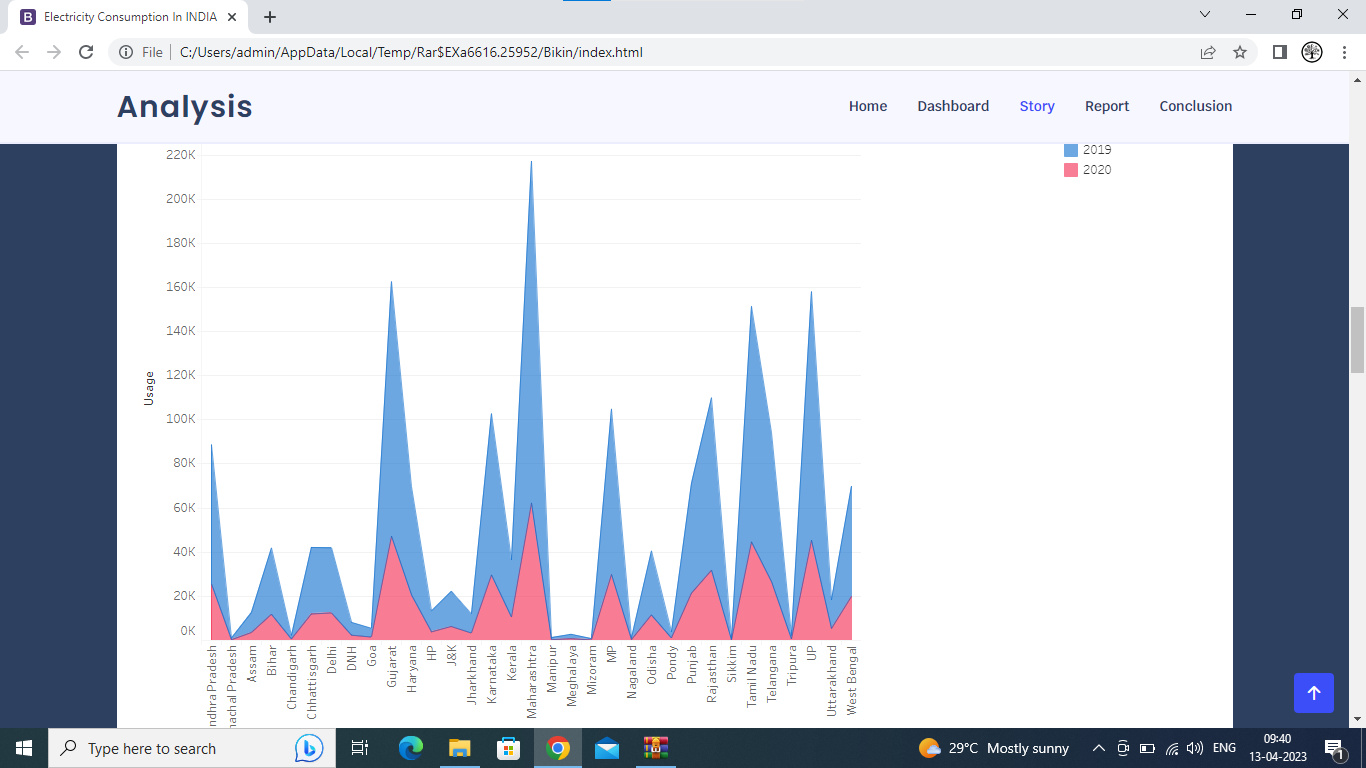 Electricity Consumption In INDIA
File
C:/Users/admin/AppData/Local/Temp/Rar$EXa6616.25952/Bikin/index.html
Analysis
Home Dashboard Story Report Conclusion
2019
2020
220K
200K
180K
160K
140K
120K
100K
80K
60K
40K
20K
0K
Usage
ndhra Pradesh
nachal Pradesh
Assam
Bihar
Chandigarh
Chhattisgarh
Delhi
DNH
Goa
Gujarat
Haryana
HP
J&K
Jharkhand
Karnataka
Kerala
Maharashtra
Manipur
Meghalaya
Mizoram
MP
Nagaland
Odisha
Pondy
Punjab
Rajasthan
Sikkim
Tamil Nadu
Telangana
Tripura
UP
Uttarakhand
West Bengal
Type here to search
29°C Mostly sunny
ENG
09:40
13-04-2023
1